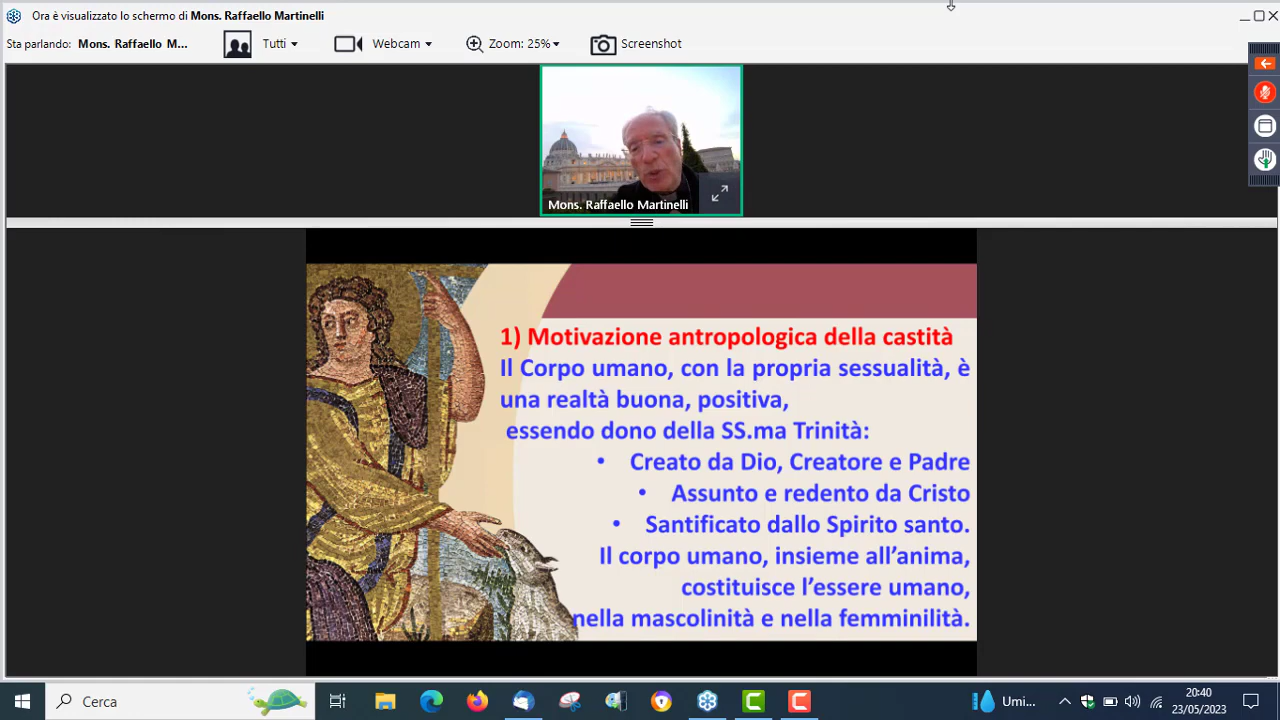 Ora è visualizzato lo schermo di Mons. Raffaello Martinelli
Sta parlando: Mons. Raffaello M... Tutti Webcam Zoom: 25% Screenshot
Mons. Raffaello Martinelli
1) Motivazione antropologica della castità
Il Corpo umano, con la propria sessualità, è
una realtà buona, positiva,
essendo dono della SS.ma Trinità:
• Creato da Dio, Creatore e Padre
• Assunto e redento da Cristo
• Santificato dallo Spirito santo.
Il corpo umano, insieme all’anima,
costituisce l’essere umano,
nella mascolinità e nella femminilità.
Cerca
Umi...
20:40
23/05/2023